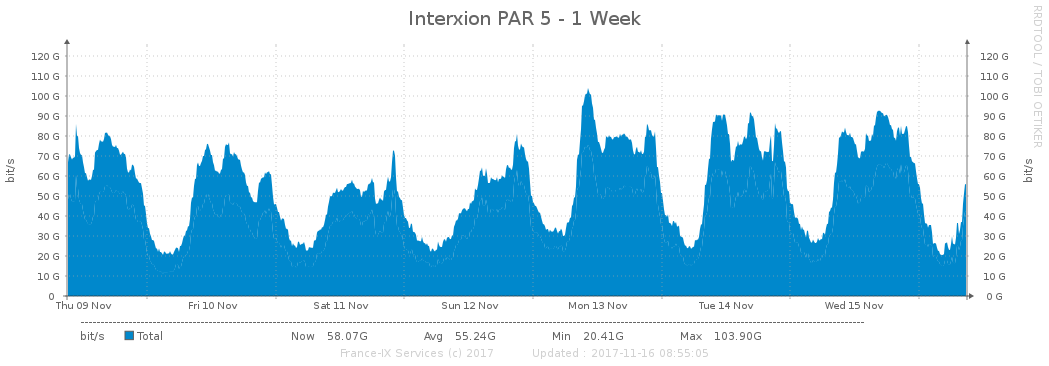 Interxion PAR 5 - 1 Week
RRDTOOL / TOBI OETIKER
bit/s
120 G 120 G
110 G 110 G
100 G 100 G
90 G 90 G
80 G 80 G
70 G 70 G
60 G 60 G
50 G 50 G
40 G 40 G
30 G 30 G
20 G 20 G
10 G 10 G
0 0 G
bit/s
Thu 09 Nov Fri 10 Nov Sat 11 Nov Sun 12 Nov Mon 13 Nov Tue 14 Nov Wed 15 Nov
bit/s Total Now 58.07G Avg 55.24G Min 20.41G Max 103.90G
France-IX Services (c) 2017 Updated : 2017-11-16 08:55:05